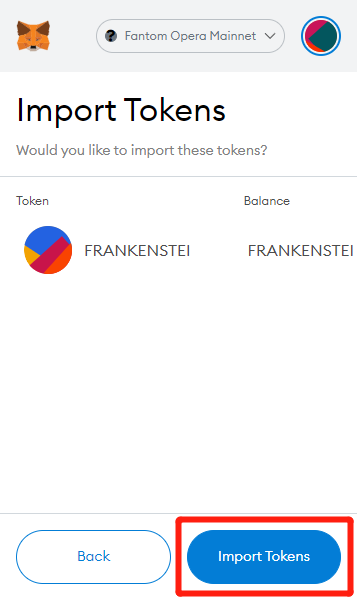 Fantom Opera Mainnet
Import Tokens
Would you like to import these tokens?
Token Balance
FRANKENSTEI FRANKENSTEI
Back Import Tokens